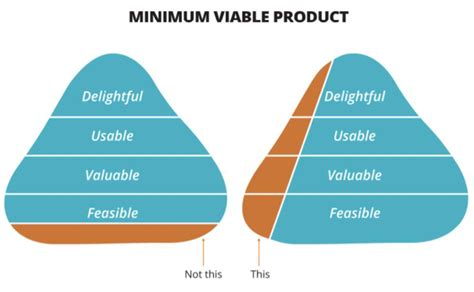 MINIMUM VIABLE PRODUCT
Delightful
Usable
Valuable
Feasible
Not this
Delightful
Usable
Valuable
Feasible
This